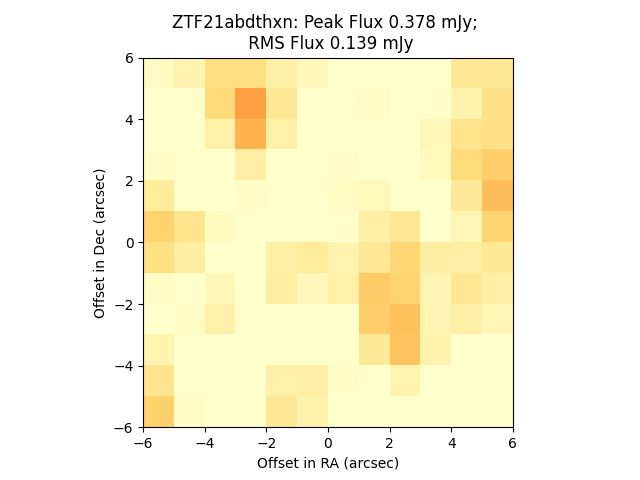 ZTF21abdthxn: Peak Flux 0.378 mJy;
RMS Flux 0.139 mJy
6
4
2
0
−2
−4
−6
Offset in Dec (arcsec)
−6 −4 −2 0 2 4 6
Offset in RA (arcsec)